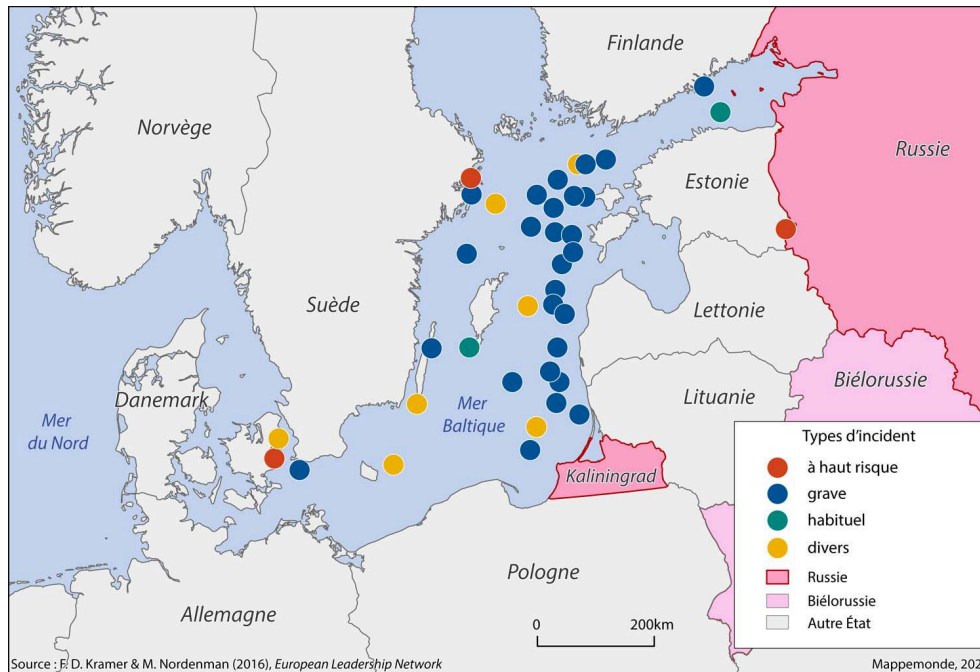 Finlande
Norvège
Russie
Estonie
Suède
Lettonie
Danemark
Biélorussie
Mer
du Nord
Mer
Baltique
Lituanie
Kaliningrad
Pologne
Allemagne
Types d'incident
à haut risque
grave
habituel
divers
Russie
Biélorussie
Autre État
0
200km
Source : F. D. Kramer & M. Nordenman (2016), European Leadership Network
Mappemonde,